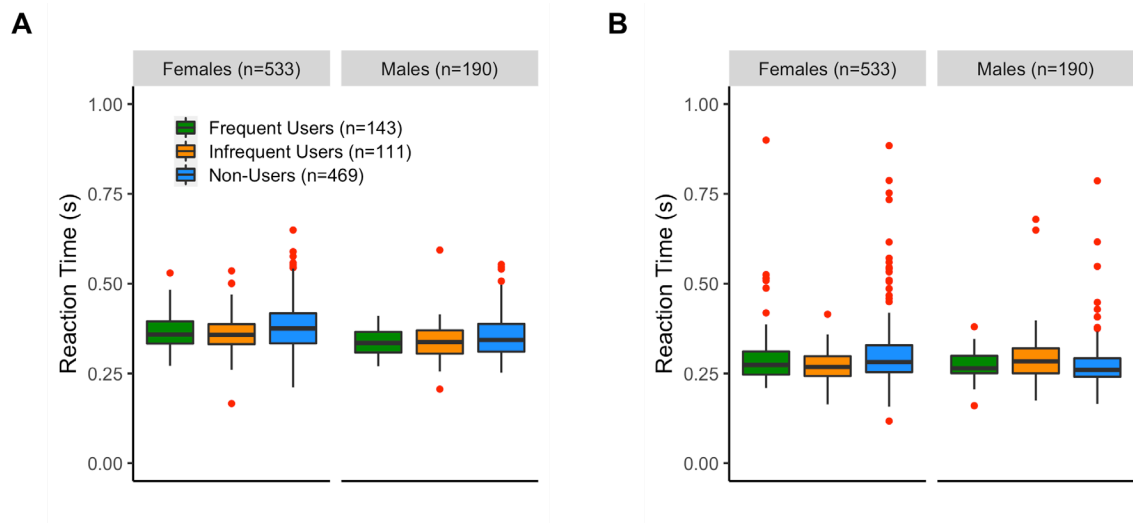 A
Females (n=533)
Males (n=190)
1.00
0.75
0.50
0.25
0.00
Reaction Time (s)
Frequent Users (n=143)
Infrequent Users (n=111)
Non-Users (n=469)
B
Females (n=533)
Males (n=190)
1.00
0.75
0.50
0.25
0.00
Reaction Time (s)